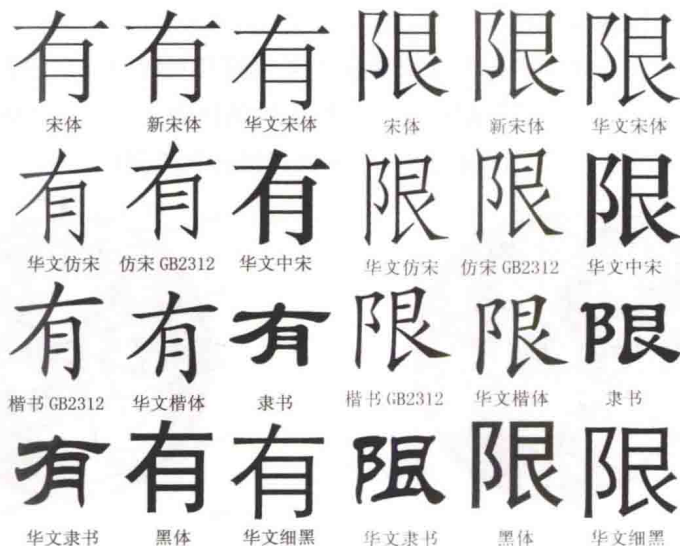 有 有 有 限 限 限
宋体 新宋体 华文宋体 宋体 新宋体 华文宋体
有 有 有 限 限 限
华文仿宋 仿宋 GB2312 华文中宋 华文仿宋 仿宋 GB2312 华文中宋
有 有 有 限 限 限
楷书 GB2312 华文楷体 隶书 楷书 GB2312 华文楷体 隶书
有 有 有 限 限 限
华文隶书 黑体 华文细黑 华文隶书 黑体 华文细黑